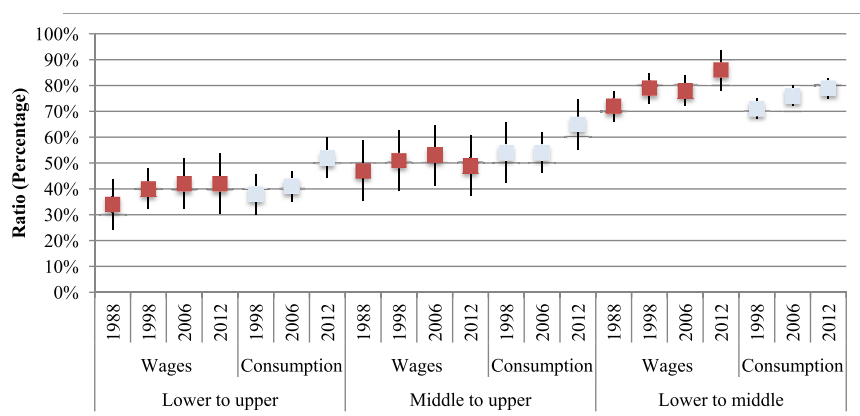 100%
90%
80%
70%
60%
50%
40%
30%
20%
10%
0%
Ratio (Percentage)
1988 1998 2006 2012 1998 2006 2012 1988 1998 2006 2012 1998 2006 2012 1988 1998 2006 2012 1998 2006 2012
Wages Consumption Wages Consumption Wages Consumption
Lower to upper Middle to upper Lower to middle